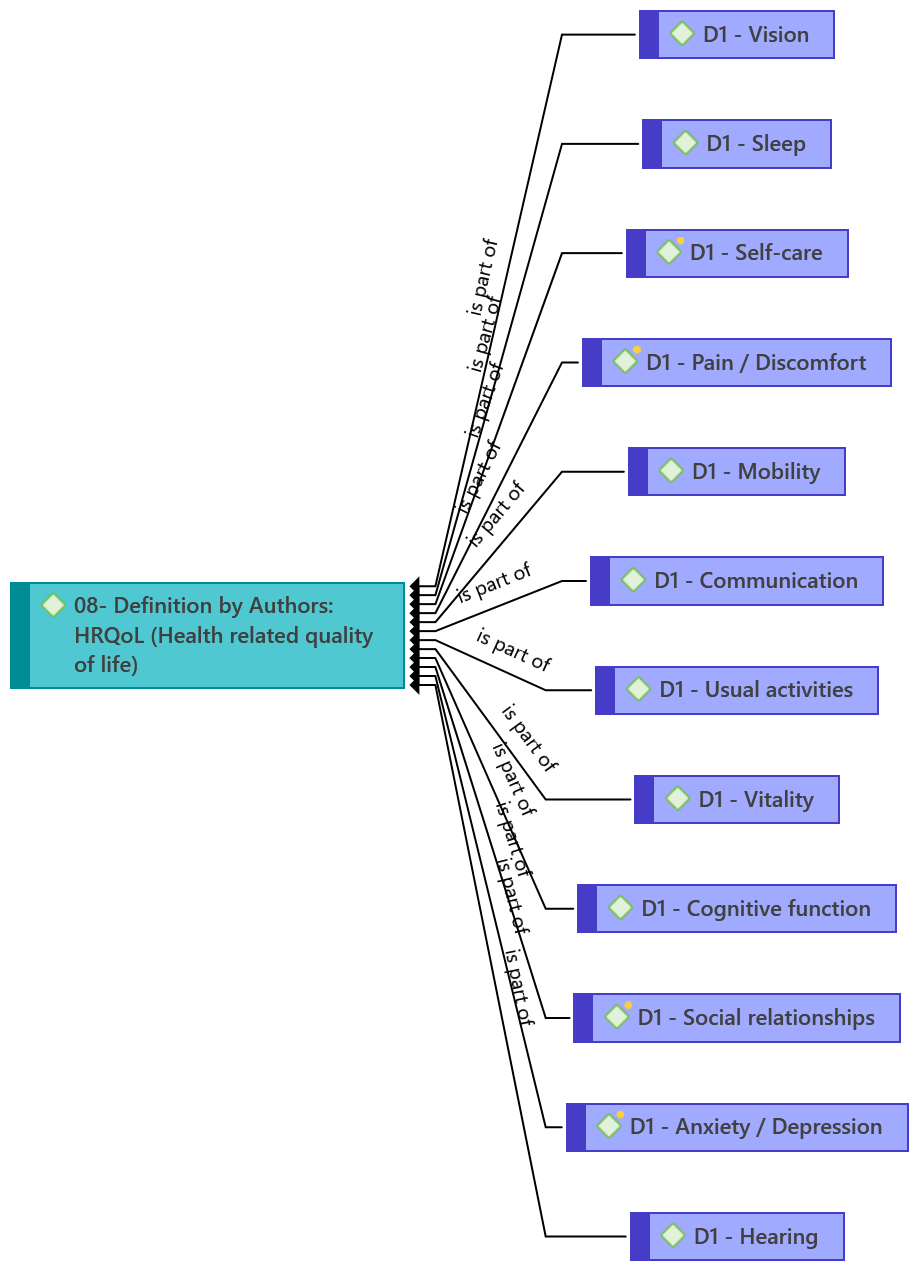 D1 - Vision
D1 - Sleep
is part of
D1 - Self-care
is part of
D1 - Pain / Discomfort
is part of
is part of
D1 - Mobility
is part of
is part of
D1 - Communication
08- Definition by Authors:
HRQoL (Health related quality
of life)
is part of
D1 - Usual activities
is part of
D1 - Vitality
is part of
is part of
D1 - Cognitive function
is part of
is part of
D1 - Social relationships
D1 - Anxiety / Depression
D1 - Hearing